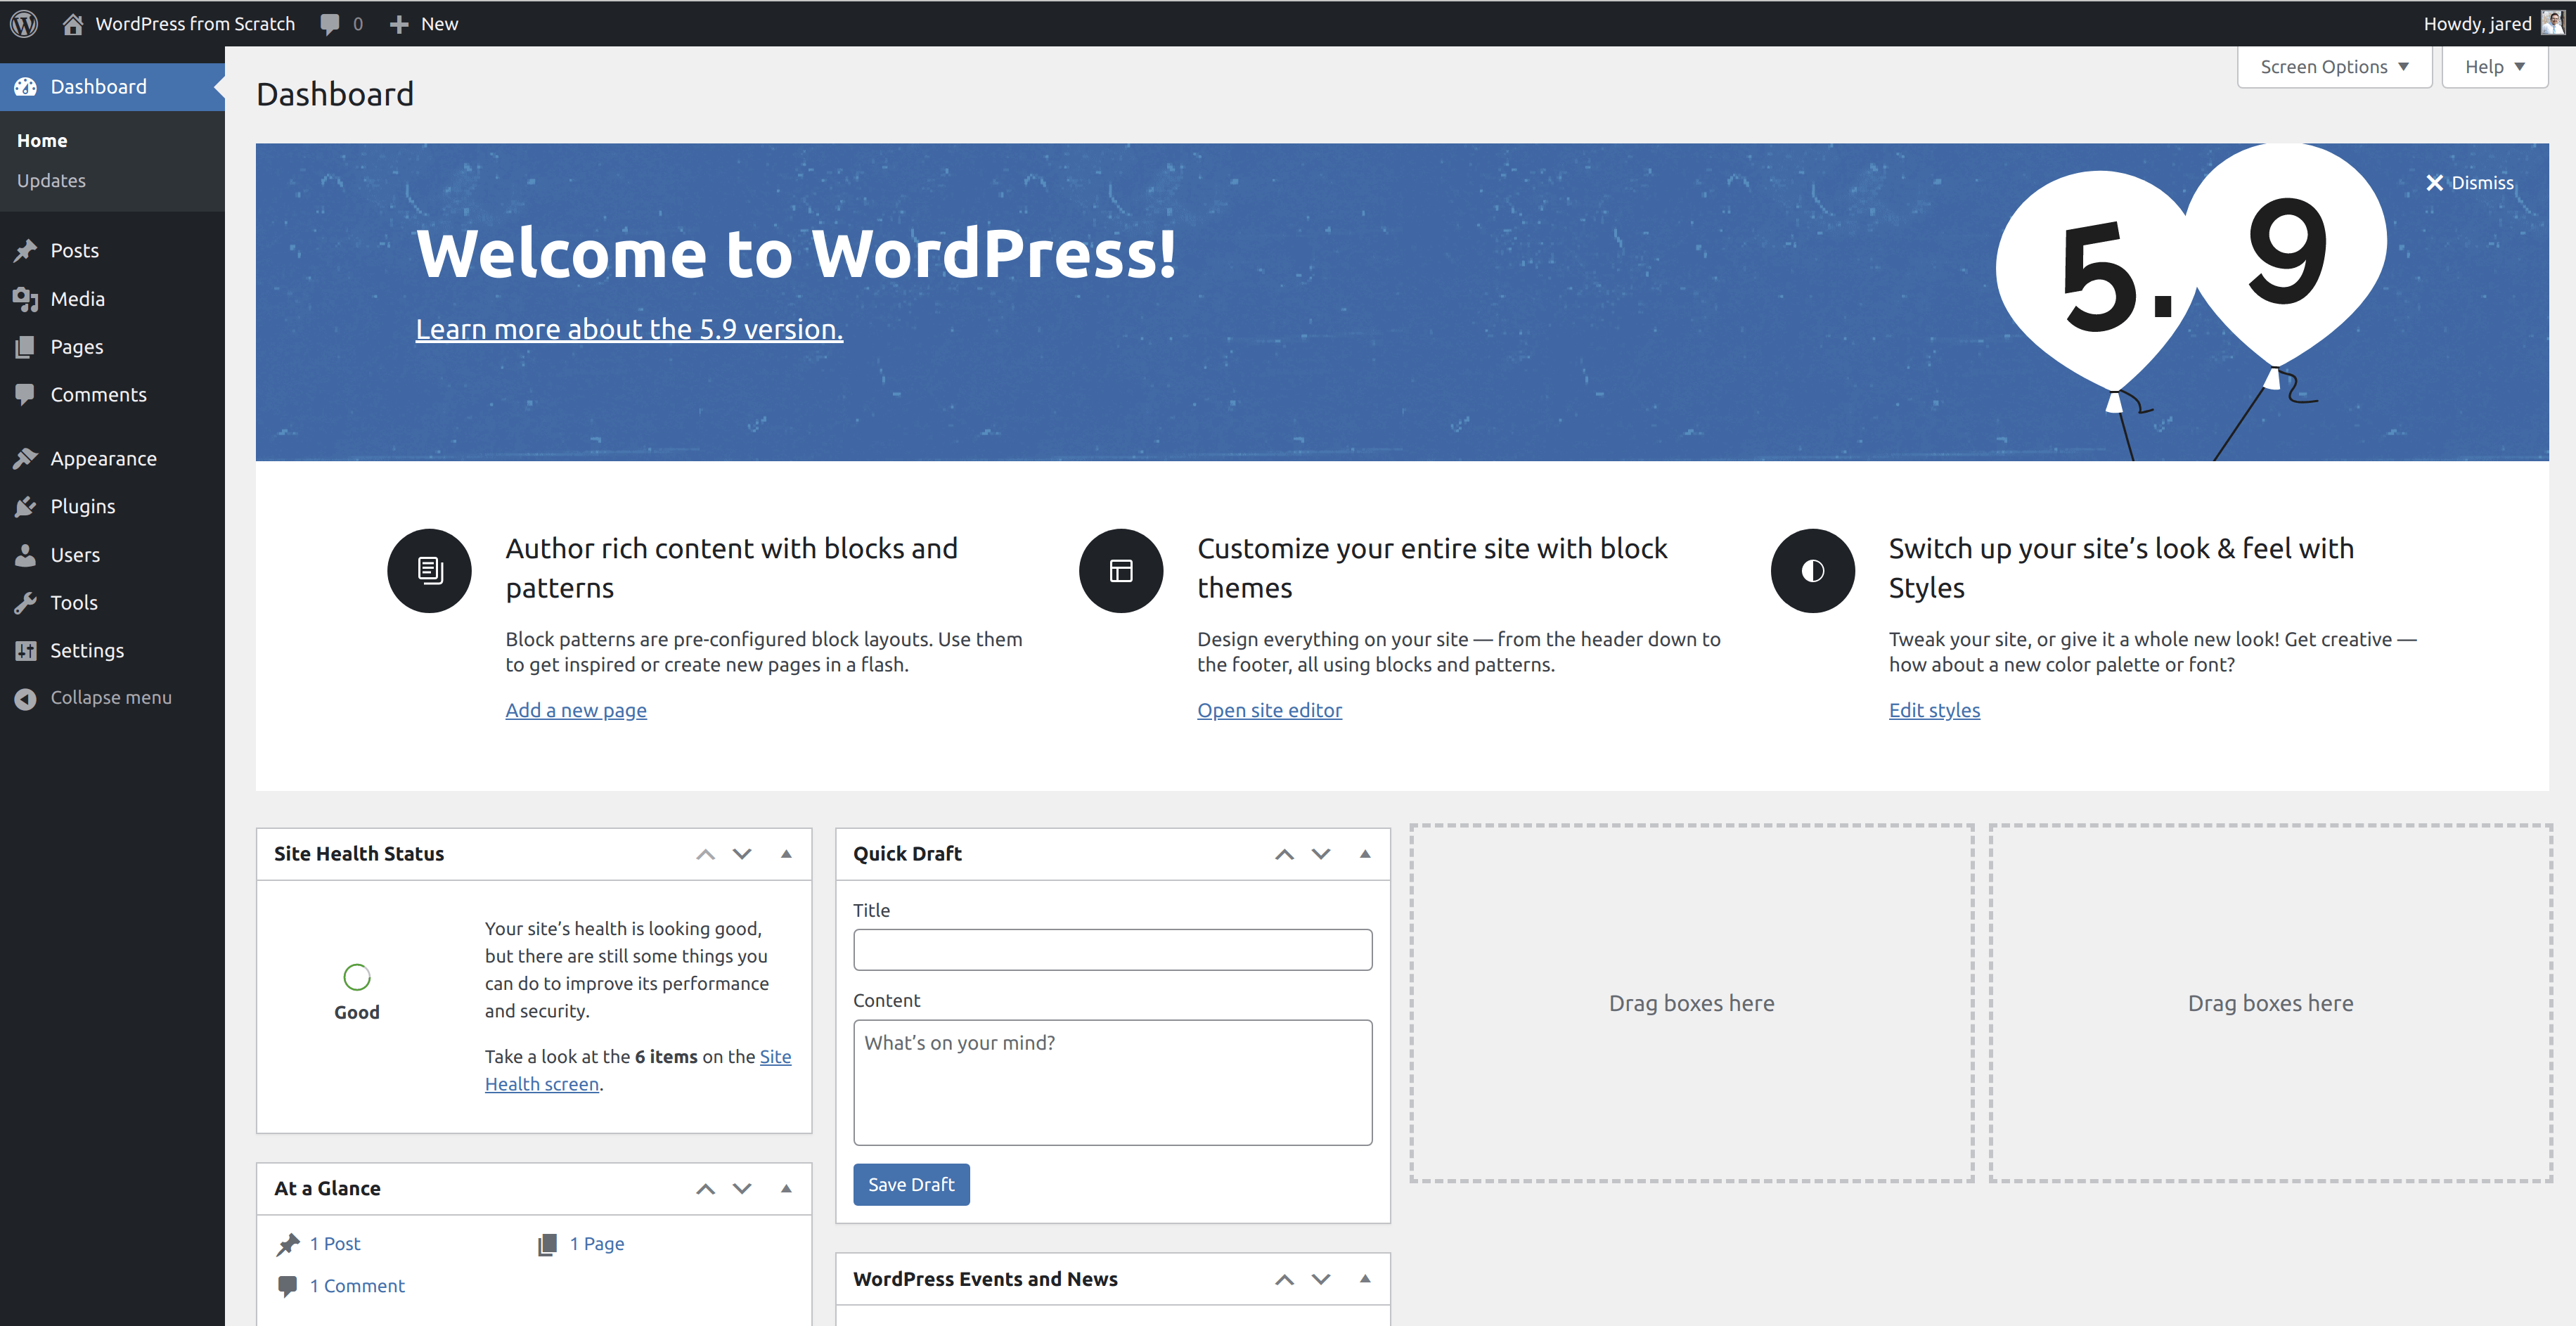 WordPress from Scratch
0
New
Howdy, jared
Dashboard
Home
Updates
Posts
Media
Pages
Comments
Appearance
Plugins
Users
Tools
Settings
Collapse menu
Screen Options
Help
Dashboard
Dismiss
Welcome to WordPress!
Learn more about the 5.9 version.
5.9
Author rich content with blocks and
patterns
Block patterns are pre-configured block layouts. Use them
to get inspired or create new pages in a flash.
Add a new page
Customize your entire site with block
themes
Design everything on your site — from the header down to
the footer, all using blocks and patterns.
Open site editor
Switch up your site’s look & feel with
Styles
Tweak your site, or give it a whole new look! Get creative —
how about a new color palette or font?
Edit styles
Site Health Status
Good
Your site’s health is looking good,
but there are still some things you
can do to improve its performance
and security.
Take a look at the 6 items on the Site
Health screen.
At a Glance
1 Post
1 Page
1 Comment
Quick Draft
Title
Content
What’s on your mind?
Save Draft
WordPress Events and News
Drag boxes here
Drag boxes here